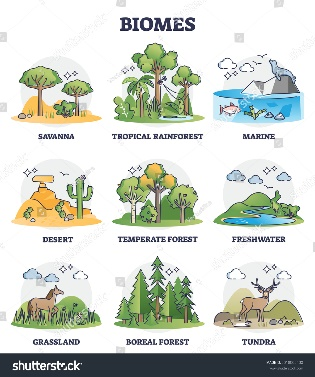 BIOMES
SAVANNA
TROPICAL RAINFOREST
MARINE
DESERT
TEMPERATE FOREST
FRESHWATER
GRASSLAND
BOREAL FOREST
TUNDRA
shutterstock